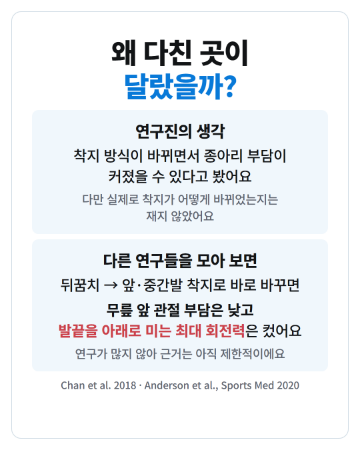 왜 다친 곳이
달랐을까?
연구진의 생각
착지 방식이 바뀌면서 종아리 부담이
커졌을 수 있다고 봤어요
다만 실제로 착지가 어떻게 바뀌었는지는
재지 않았어요
다른 연구들을 모아 보면
뒤꿈치 → 앞·중간발 착지로 바로 바꾸면
무릎 앞 관절 부담은 낮고
발끝을 아래로 미는 최대 회전력은 컸어요
연구가 많지 않아 근거는 아직 제한적이에요
Chan et al. 2018 · Anderson et al., Sports Med 2020